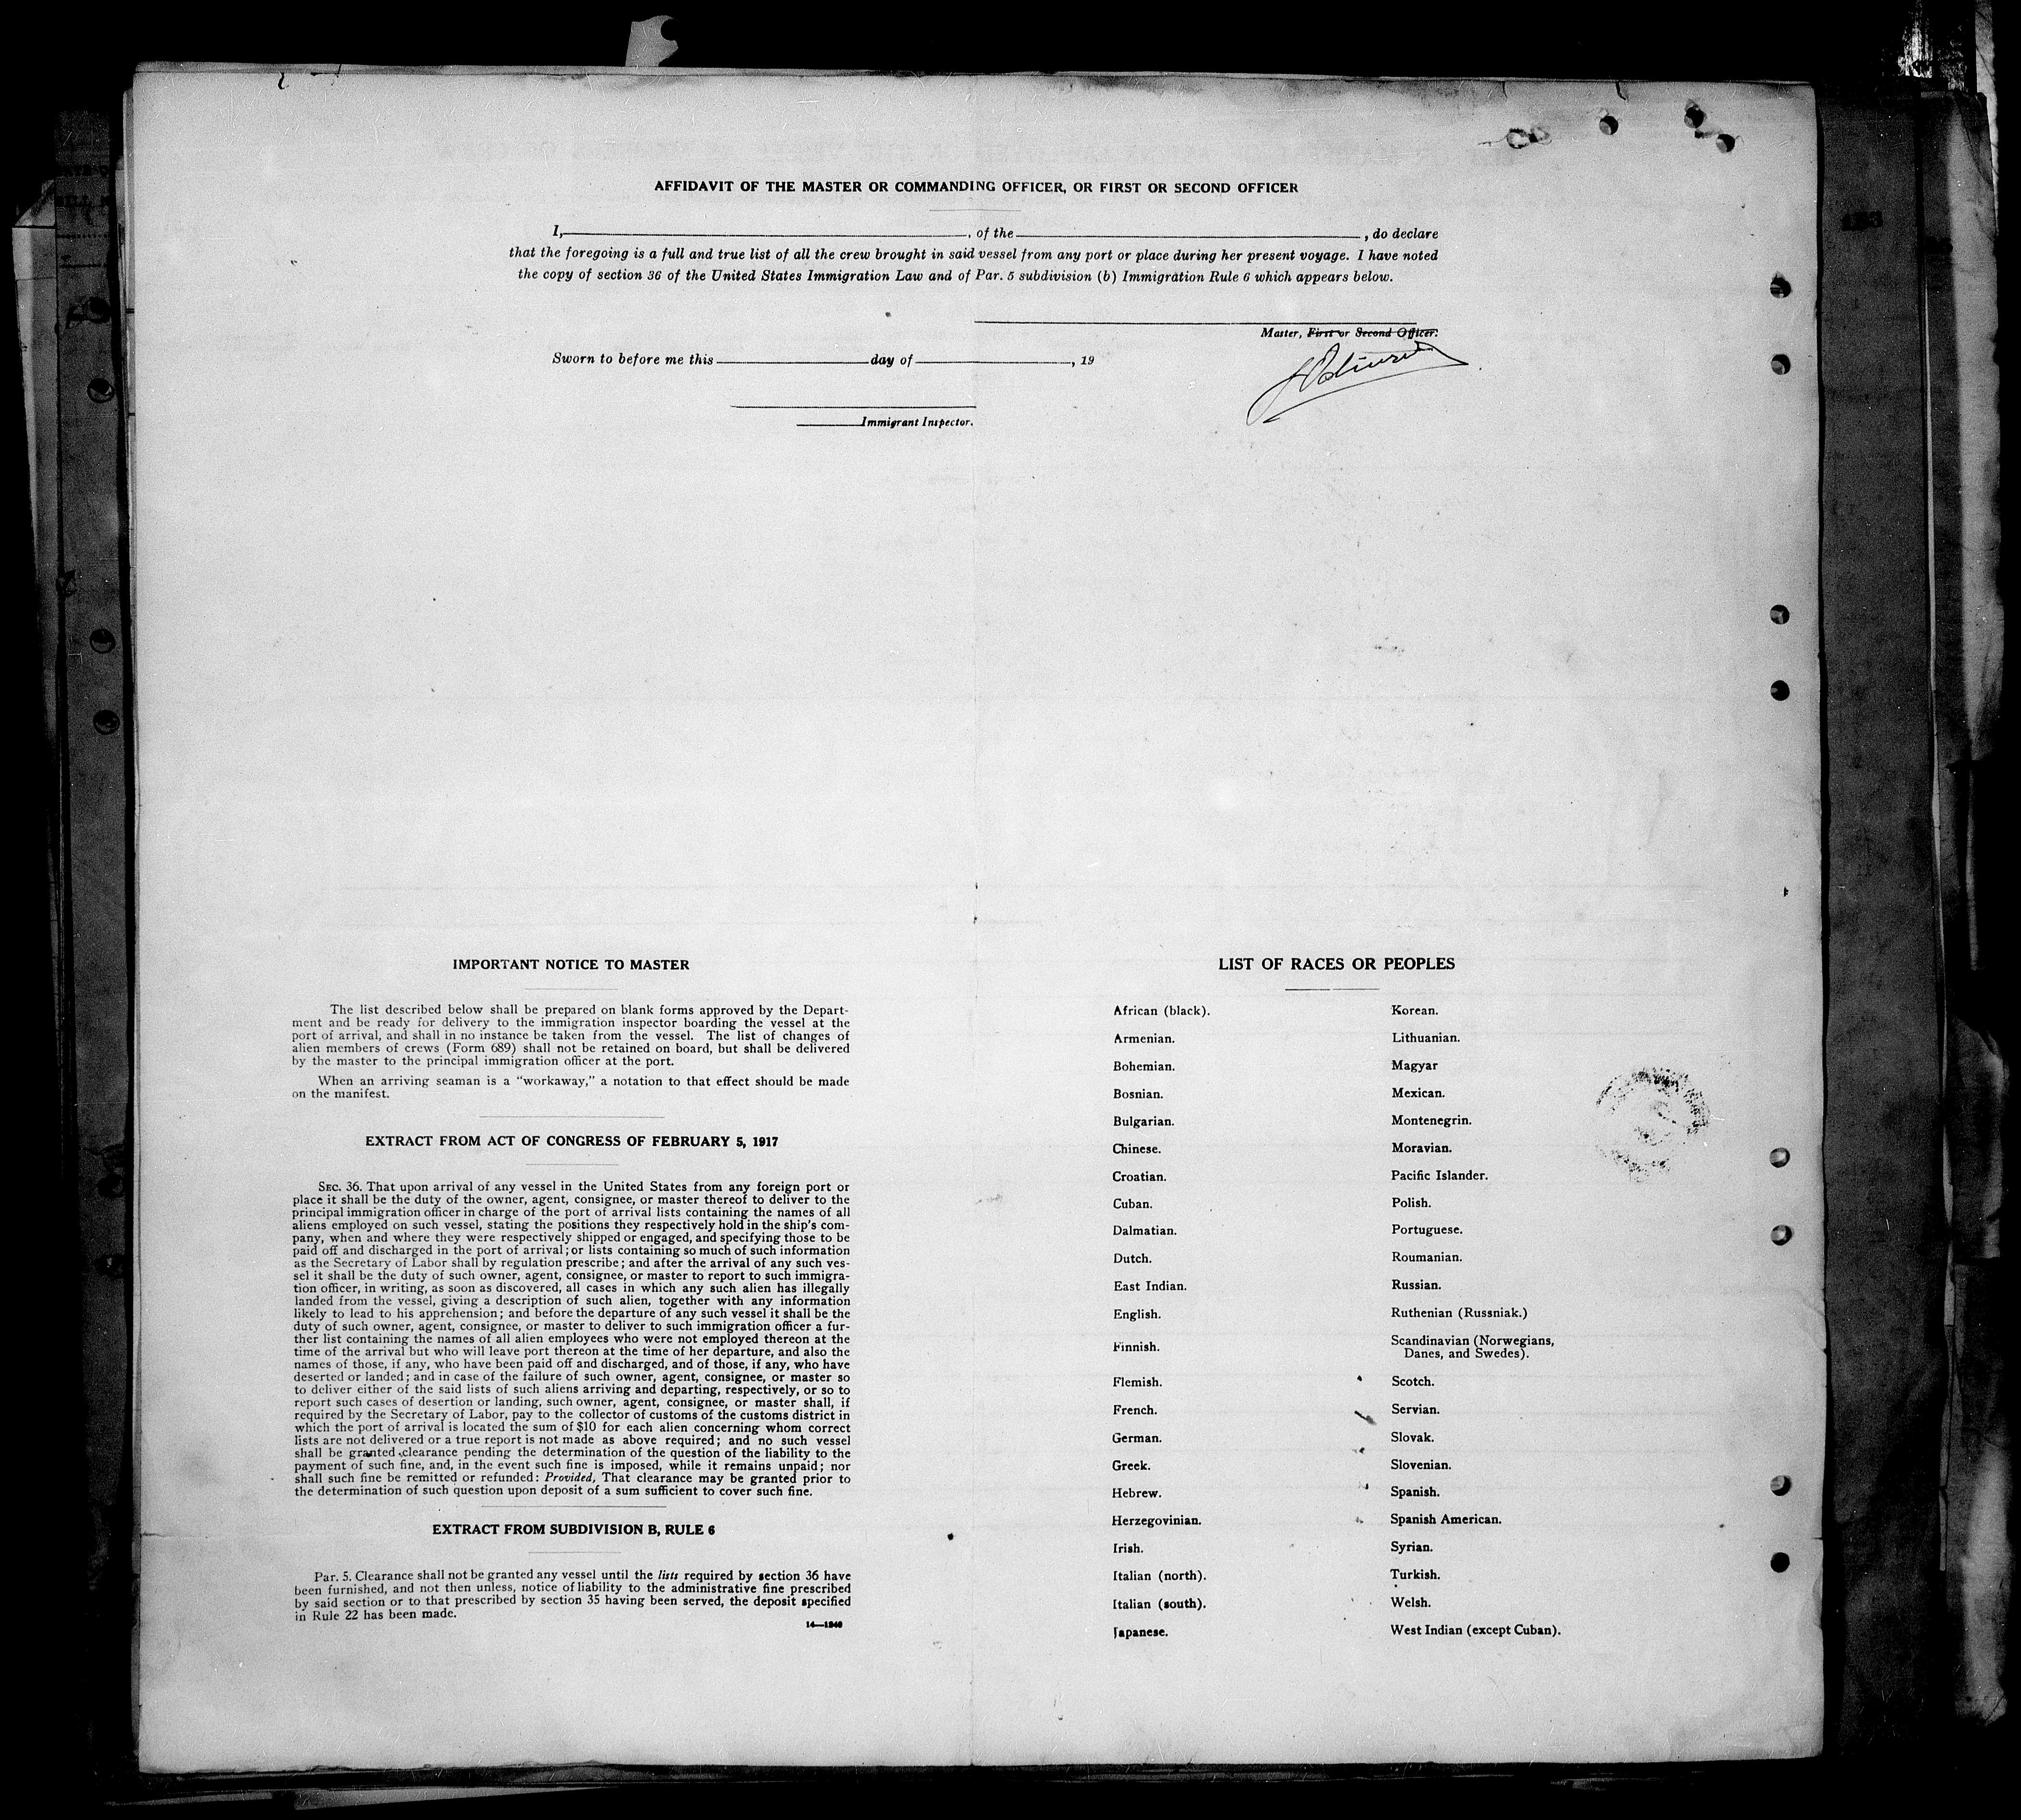 AFFIDAVIT OF THE MASTER OR COMMANDING OFFICER, OR FIRST OR SECOND OFFICER
I, , of the , do declare
that the foregoing is a full and true list of all the crew brought in said vessel from any port or place during her present voyage. I have noted
the copy of section 36 of the United States Immigration Law and of Par. 5 subdivision (b) Immigration Rule 6 which appears below.
Master, First or Second Officer.
Sworn to before me this day of , 19
Immigrant Inspector.
IMPORTANT NOTICE TO MASTER
The list described below shall be prepared on blank forms approved by the Depart-
ment and be ready for delivery to the immigration inspector boarding the vessel at the
port of arrival, and shall in no instance be taken from the vessel. The list of changes of
alien members of crews (Form 689) shall not be retained on board, but shall be delivered
by the master to the principal immigration officer at the port.
When an arriving seaman is a "workaway," a notation to that effect should be made
on the manifest.
EXTRACT FROM ACT OF CONGRESS OF FEBRUARY 5, 1917
SEC. 36. That upon arrival of any vessel in the United States from any foreign port or
place it shall be the duty of the owner, agent, consignee, or master thereof to deliver to the
principal immigration officer in charge of the port of arrival lists containing the names of all
aliens employed on such vessel, stating the positions they respectively hold in the ship's com-
pany, when and where they were respectively shipped or engaged, and specifying those to be
paid off and discharged in the port of arrival; or lists containing so much of such information
as the Secretary of Labor shall by regulation prescribe; and after the arrival of any such ves-
sel it shall be the duty of such owner, agent, consignee, or master to report to such immigra-
tion officer, in writing, as soon as discovered, all cases in which any such alien has illegally
landed from the vessel, giving a description of such alien, together with any information
likely to lead to his apprehension; and before the departure of any such vessel it shall be the
duty of such owner, agent, consignee, or master to deliver to such immigration officer a fur-
ther list containing the names of all alien employees who were not employed thereon at the
time of the arrival but who will leave port thereon at the time of her departure, and also the
names of those, if any, who have been paid off and discharged, and of those, if any, who have
deserted or landed; and in case of the failure of such owner, agent, consignee, or master so
to deliver either of the said lists of such aliens arriving and departing, respectively, or so to
report such cases of desertion or landing, such owner, agent, consignee, or master shall, if
required by the Secretary of Labor, pay to the collector of customs of the customs district in
which the port of arrival is located the sum of $10 for each alien concerning whom correct
lists are not delivered or a true report is not made as above required; and no such vessel
shall be granted clearance pending the determination of the question of the liability to the
payment of such fine, and, in the event such fine is imposed, while it remains unpaid; nor
shall such fine be remitted or refunded: Provided, That clearance may be granted prior to
the determination of such question upon deposit of a sum sufficient to cover such fine.
EXTRACT FROM SUBDIVISION B, RULE 6
Par. 5. Clearance shall not be granted any vessel until the lists required by section 36 have
been furnished, and not then unless, notice of liability to the administrative fine prescribed
by said section or to that prescribed by section 35 having been served, the deposit specified
in Rule 22 has been made.
14—1240
LIST OF RACES OR PEOPLES
African (black).
Armenian.
Bohemian.
Bosnian.
Bulgarian.
Chinese.
Croatian.
Cuban.
Dalmatian.
Dutch.
East Indian.
English.
Finnish.
Flemish.
French.
German.
Greek.
Hebrew.
Herzegovinian.
Irish.
Italian (north).
Italian (south).
Japanese.
Korean.
Lithuanian.
Magyar
Mexican.
Montenegrin.
Moravian.
Pacific Islander.
Polish.
Portuguese.
Roumanian.
Russian.
Ruthenian (Russniak.)
Scandinavian (Norwegians,
Danes, and Swedes).
Scotch.
Servian.
Slovak.
Slovenian.
Spanish.
Spanish American.
Syrian.
Turkish.
Welsh.
West Indian (except Cuban).